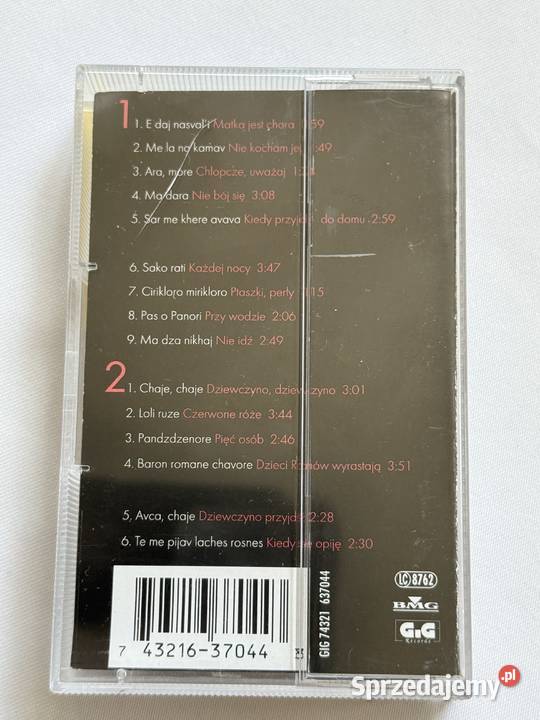 1
1. E daj nasval'i Matka jest chora 1:59
2. Me la na kamav Nie kocham jej :49
3. Ara, more Chłopcze, uważaj
4. Ma dara Nie bój się 3:08
5. Sar me khere avava Kiedy przyjdę do domu 2:59
6. Sako rati Każdej nocy 3:47
7. Cirikloro mirikloro Ptaszki, perły :15
8. Pas o Panori Przy wodzie 2:06
9. Ma dza nikhaj Nie idź 2:49
2
1. Chaje, chaje Dziewczyno, dziewczyno 3:01
2. Loli ruze Czerwone róże 3:44
3. Pandzdzenore Pięć osób 2:46
4. Baron romane chavore Dzieci Romów wyrastają 3:51
5. Avca, chaje Dziewczyno przyjdź 2:28
6. Te me pijav laches rosnes Kiedy się opiję 2:30
7 43216-37044
GIG 74321 637044
LC 8762
BMG
GiG
Records
Sprzedajemy.pl